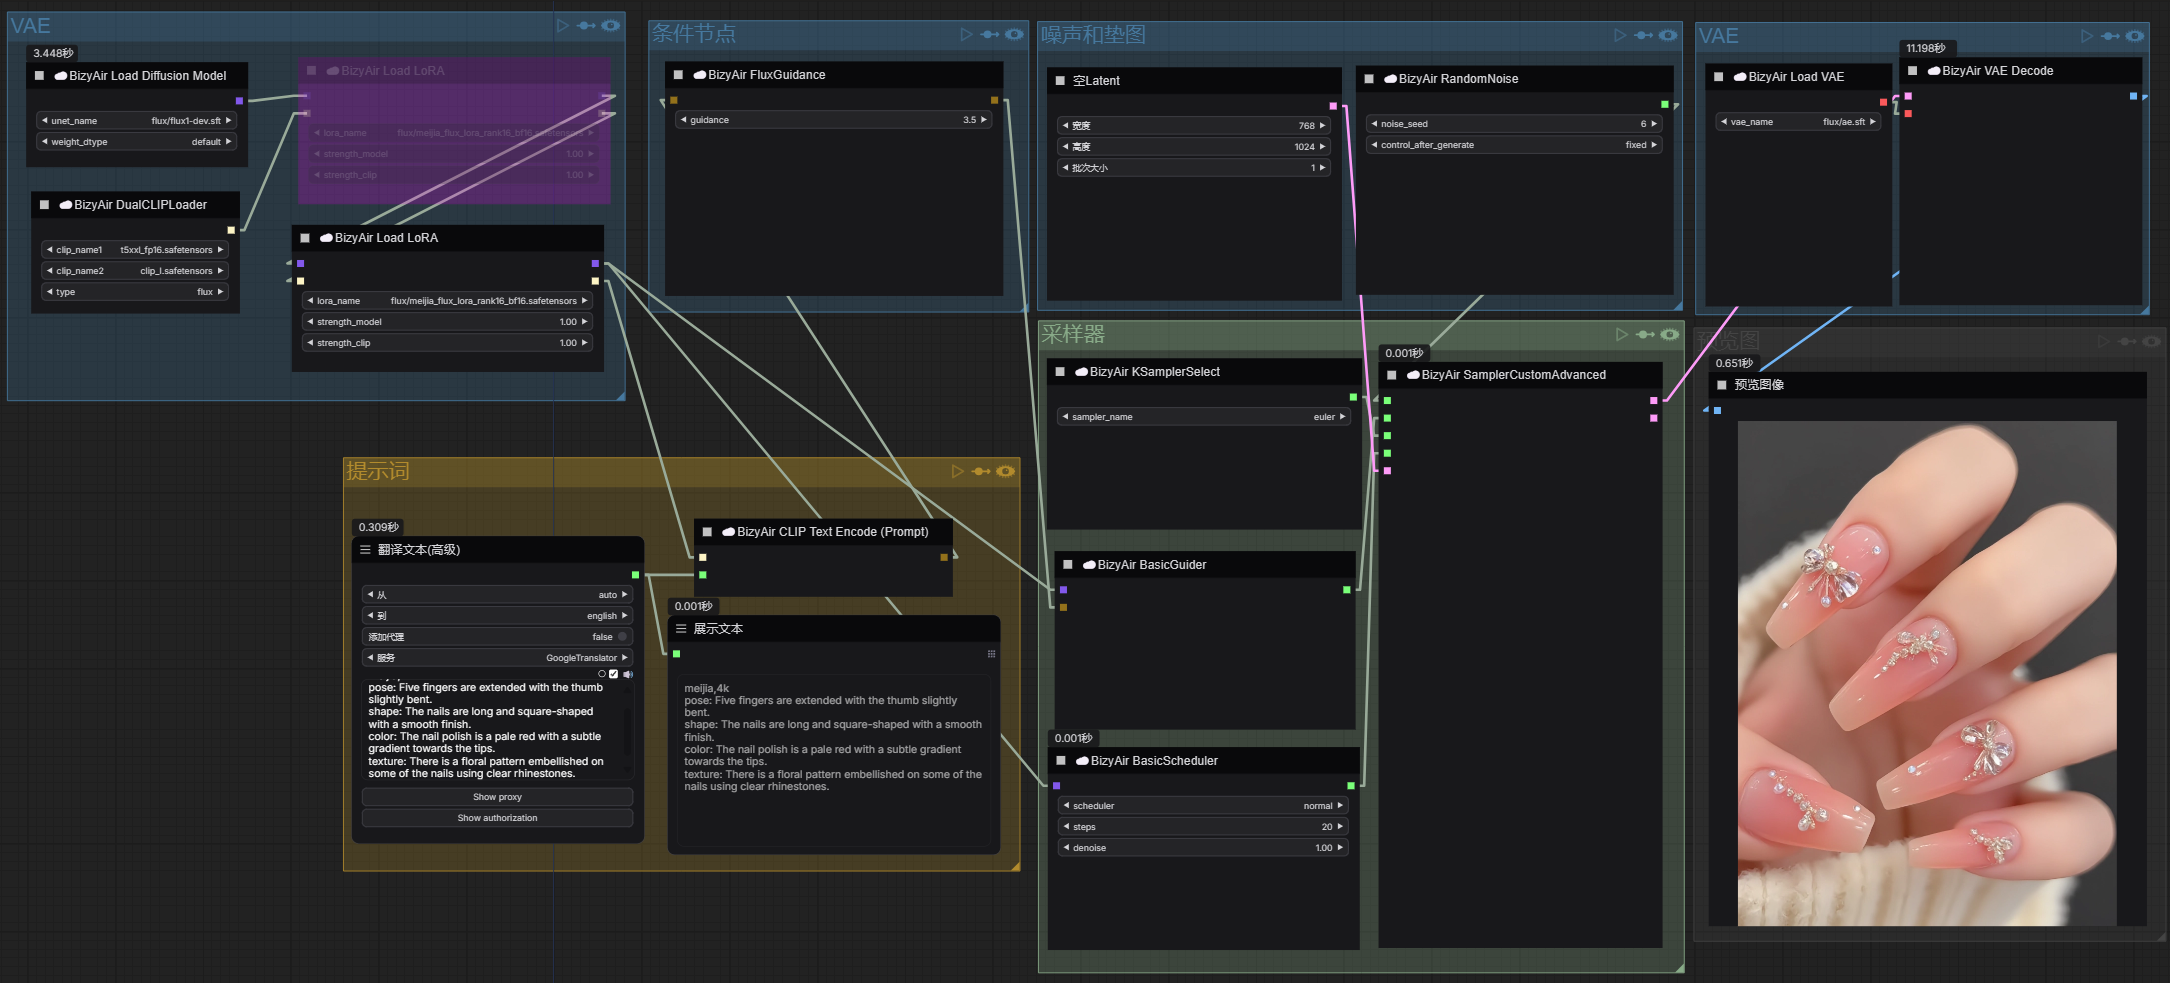 VAE
3.448秒
BizyAir Load Diffusion Model
unet_name flux/flux1-dev.sft
weight_dtype default
BizyAir Load LoRA
lora_name flux/meijia_flux_lora_rank16_bf16.safetensors
strength_model 1.00
strength_clip 1.00
BizyAir DualCLIPLoader
clip_name1 t5xxl_fp16.safetensors
clip_name2 clip_l.safetensors
type flux
BizyAir Load LoRA
lora_name flux/meijia_flux_lora_rank16_bf16.safetensors
strength_model 1.00
strength_clip 1.00
条件节点
BizyAir FluxGuidance
guidance 3.5
噪声和垫图
空Latent
宽度 768
高度 1024
批次大小 1
BizyAir RandomNoise
noise_seed 6
control_after_generate fixed
VAE
BizyAir Load VAE
vae_name flux/ae.sft
11.198秒
BizyAir VAE Decode
提示词
0.309秒
翻译文本(高级)
从 auto
到 english
添加代理 false
服务 GoogleTranslator
pose: Five fingers are extended with the thumb
slightly bent.
shape: The nails are long and square-shaped
with a smooth finish.
color: The nail polish is a pale red with a subtle
gradient towards the tips.
texture: There is a floral pattern embellished on
some of the nails using clear rhinestones.
Show proxy
Show authorization
BizyAir CLIP Text Encode (Prompt)
0.001秒
展示文本
meijia,4k
pose: Five fingers are extended with the thumb slightly
bent.
shape: The nails are long and square-shaped with a smooth
finish.
color: The nail polish is a pale red with a subtle gradient
towards the tips.
texture: There is a floral pattern embellished on some of the
nails using clear rhinestones.
采样器
BizyAir KSamplerSelect
sampler_name euler
BizyAir BasicGuider
0.001秒
BizyAir BasicScheduler
scheduler normal
steps 20
denoise 1.00
0.001秒
BizyAir SamplerCustomAdvanced
预览图
0.651秒
预览图像